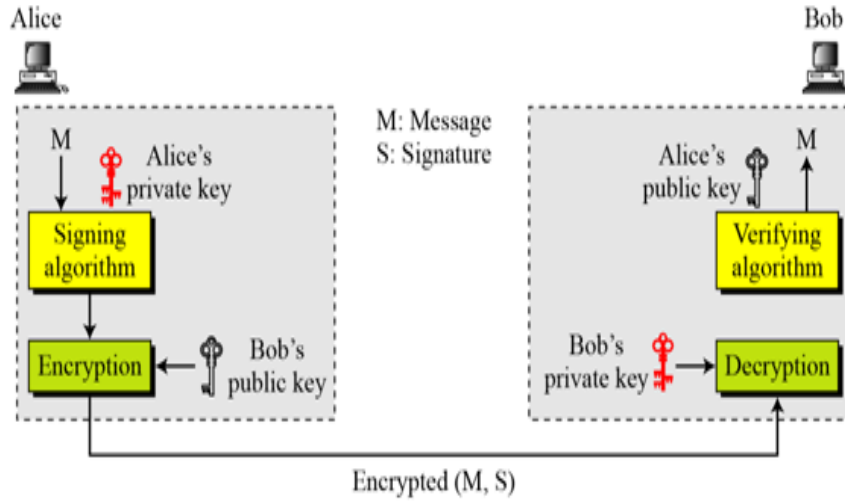 Alice
Bob
M
Alice's
private key
Signing
algorithm
Encryption
Bob's
public key
M: Message
S: Signature
Alice's
public key
M
Verifying
algorithm
Bob's
private key
Decryption
Encrypted (M, S)